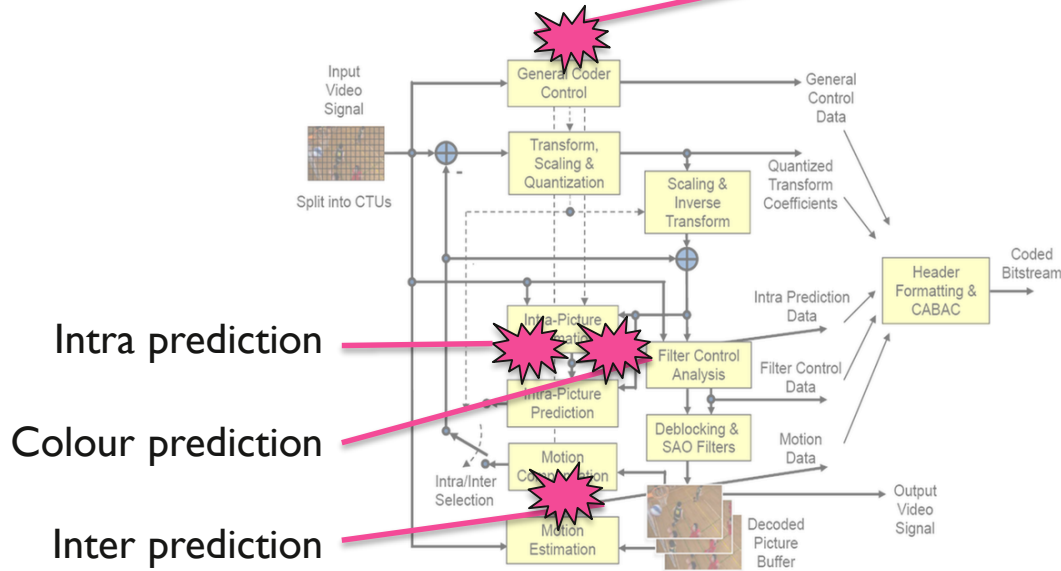 Input
Video
Signal
Split into CTUs
General Coder
Control
General
Control
Data
-
Transform,
Scaling &
Quantization
Scaling &
Inverse
Transform
Quantized
Transform
Coefficients
Header
Formatting &
CABAC
Coded
Bitstream
Intra prediction
Intra-Picture
Intra Prediction
Data
Filter Control
Analysis
Filter Control
Data
Intra-Picture
Prediction
Colour prediction
Deblocking &
SAO Filters
Motion
Data
Motion
Intra/Inter
Selection
Inter prediction
Motion
Estimation
Decoded
Picture
Buffer
Output
Video
Signal